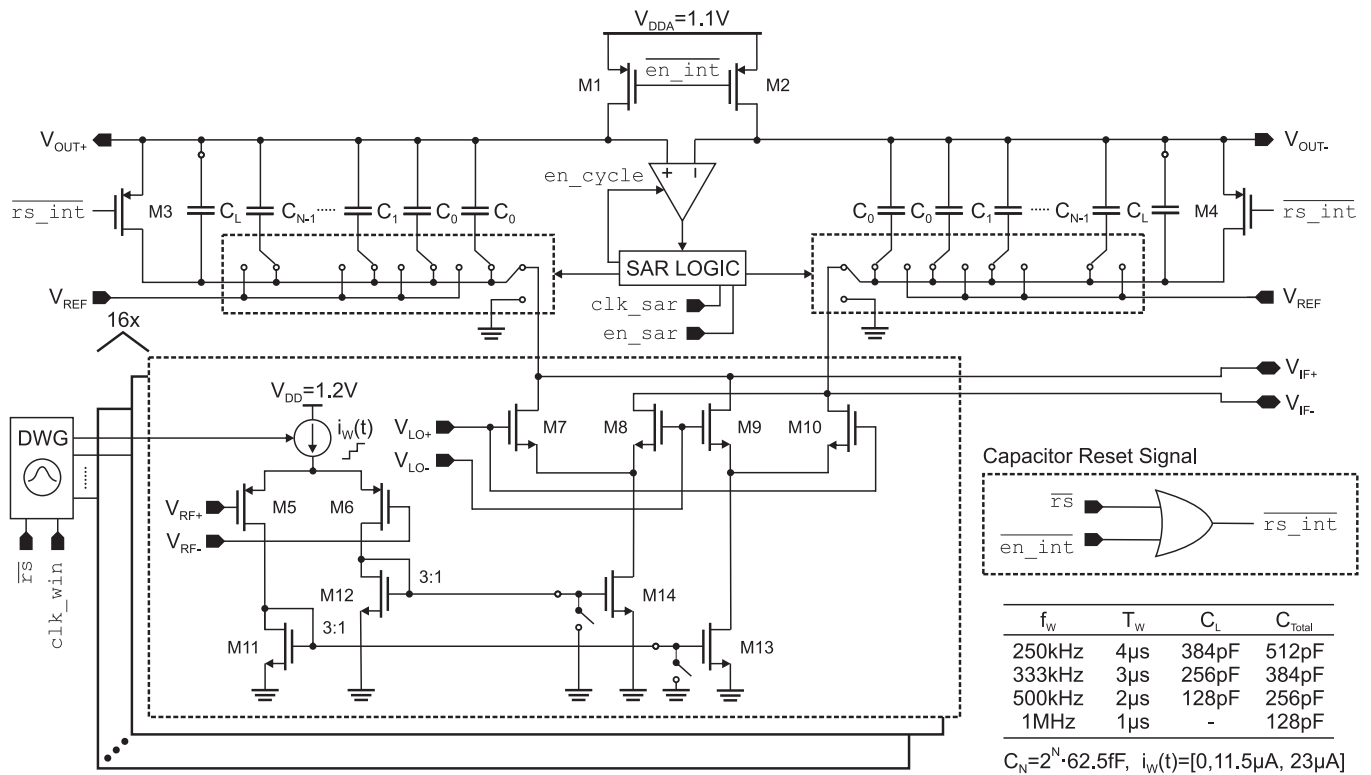 V_DDA=1.1V
M1
en_int
M2
V_OUT+
V_OUT-
en_cycle
+ −
rs_int
M3
C_L
C_N-1
C_1
C_0
C_0
C_0
C_0
C_1
C_N-1
C_L
M4
rs_int
SAR LOGIC
V_REF
V_REF
clk_sar
en_sar
16x
V_DD=1.2V
V_IF+
V_IF-
DWG
i_W(t)
V_LO+
V_LO-
M7
M8
M9
M10
V_RF+
V_RF-
M5
M6
Capacitor Reset Signal
rs
en_int
rs_int
rs
clk_win
M12
3:1
M14
M11
3:1
M13
f_W T_W C_L C_Total
250kHz 4µs 384pF 512pF
333kHz 3µs 256pF 384pF
500kHz 2µs 128pF 256pF
1MHz 1µs - 128pF
C_N=2^N·62.5fF, i_W(t)=[0,11.5µA, 23µA]